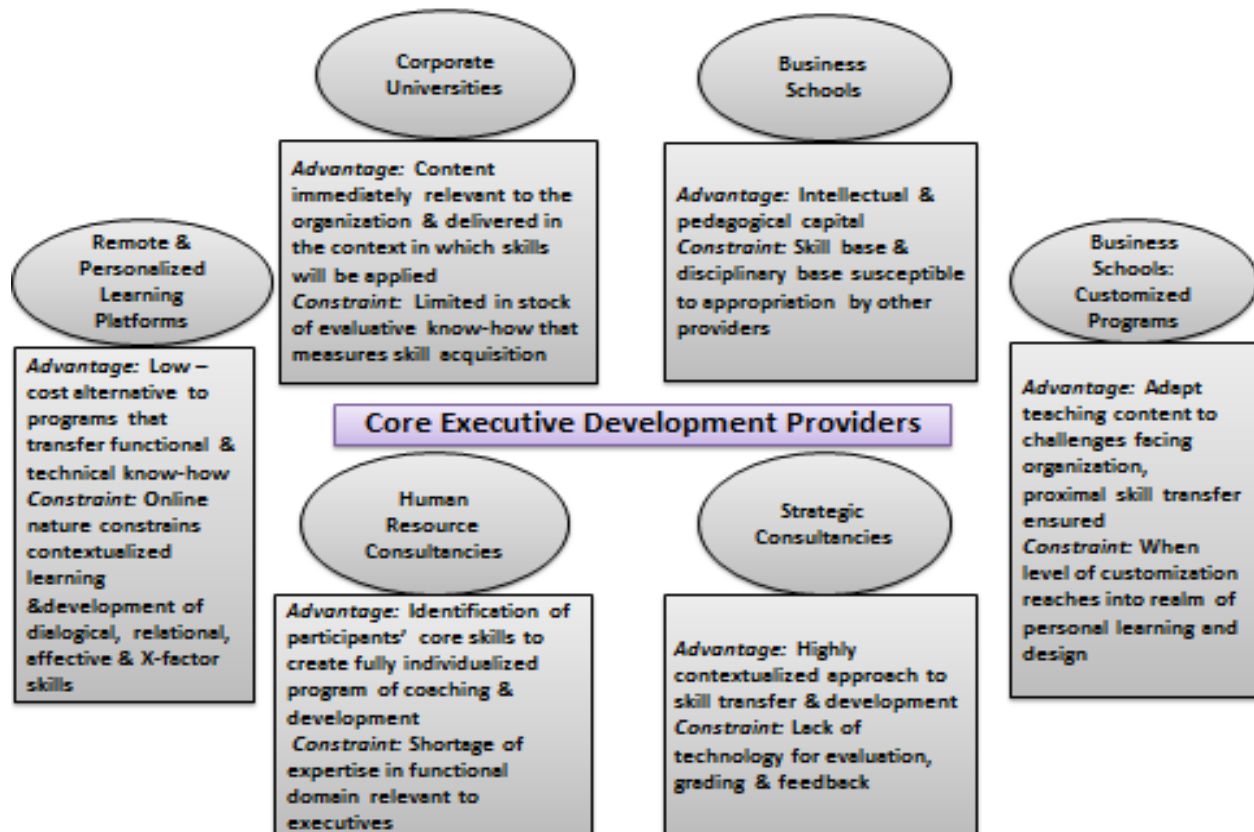 Corporate
Universities
Advantage: Content
immediately relevant to the
organization & delivered in
the context in which skills
will be applied
Constraint: Limited in stock
of evaluative know-how that
measures skill acquisition
Business
Schools
Advantage: Intellectual &
pedagogical capital
Constraint: Skill base &
disciplinary base susceptible
to appropriation by other
providers
Remote &
Personalized
Learning
Platforms
Advantage: Low –
cost alternative to
programs that
transfer functional &
technical know-how
Constraint: Online
nature constrains
contextualized
learning
&development of
dialogical, relational,
affective & X-factor
skills
Business
Schools:
Customized
Programs
Advantage: Adapt
teaching content to
challenges facing
organization,
proximal skill transfer
ensured
Constraint: When
level of customization
reaches into realm of
personal learning and
design
Core Executive Development Providers
Human
Resource
Consultancies
Advantage: Identification of
participants' core skills to
create fully individualized
program of coaching &
development
Constraint: Shortage of
expertise in functional
domain relevant to
executives
Strategic
Consultancies
Advantage: Highly
contextualized approach to
skill transfer & development
Constraint: Lack of
technology for evaluation,
grading & feedback